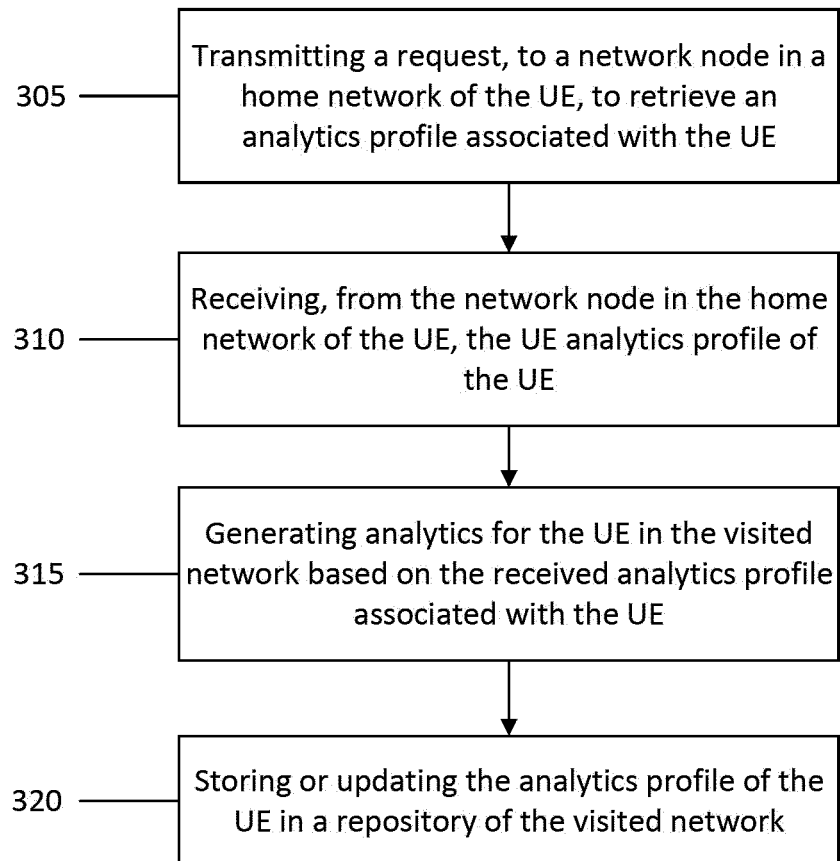 Transmitting a request, to a network node in a
305
home network of the UE, to retrieve an
analytics profile associated with the UE
Receiving, from the network node in the home
310
network of the UE, the UE analytics profile of
the UE
Generating analytics for the UE in the visited
315
network based on the received analytics profile
associated with the UE
Storing or updating the analytics profile of the
320
UE in a repository of the visited network